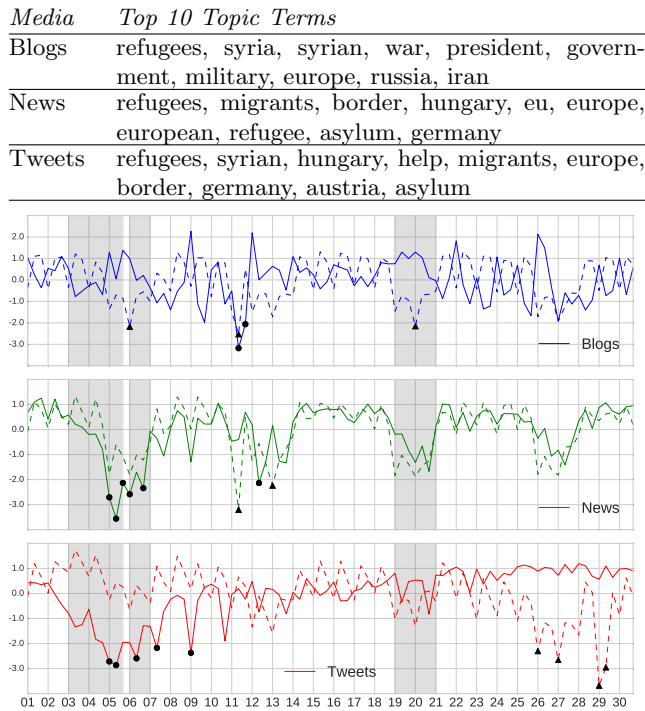 Media Top 10 Topic Terms
Blogs refugees, syria, syrian, war, president, govern-
ment, military, europe, russia, iran
News refugees, migrants, border, hungary, eu, europe,
european, refugee, asylum, germany
Tweets refugees, syrian, hungary, help, migrants, europe,
border, germany, austria, asylum
2.0
1.0
0.0
-1.0
-2.0
-3.0
Blogs
1.0
0.0
-1.0
-2.0
-3.0
News
1.0
0.0
-1.0
-2.0
-3.0
Tweets
01 02 03 04 05 06 07 08 09 10 11 12 13 14 15 16 17 18 19 20 21 22 23 24 25 26 27 28 29 30